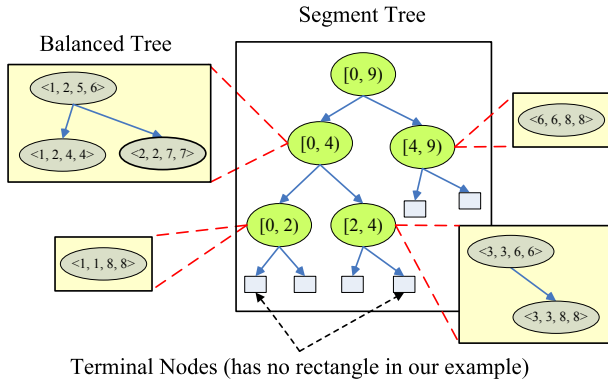 Segment Tree
Balanced Tree
[0, 9)
<1, 2, 5, 6>
<1, 2, 4, 4>
<2, 2, 7, 7>
[0, 4)
[4, 9)
<6, 6, 8, 8>
[0, 2)
[2, 4)
<1, 1, 8, 8>
<3, 3, 6, 6>
<3, 3, 8, 8>
Terminal Nodes (has no rectangle in our example)